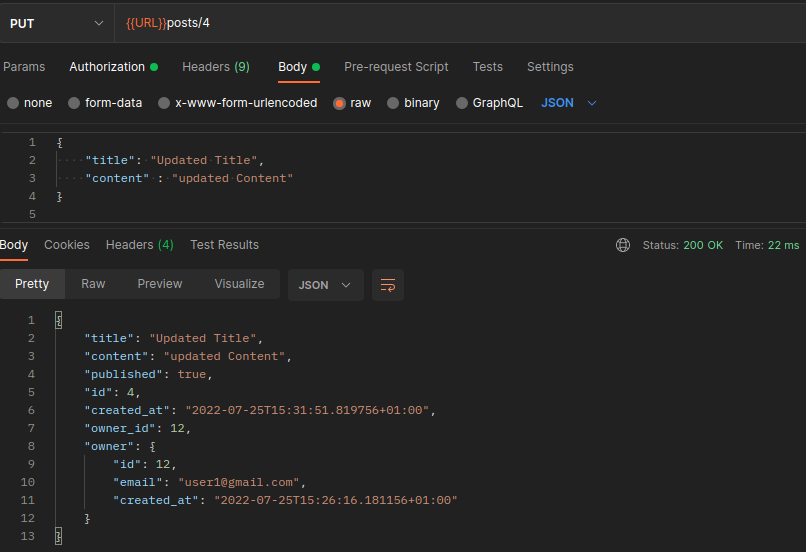 PUT {{URL}}posts/4
Params Authorization Headers (9) Body Pre-request Script Tests Settings
none form-data x-www-form-urlencoded raw binary GraphQL JSON
1 {
2 "title": "Updated Title",
3 "content" : "updated Content"
4 }
5
Body Cookies Headers (4) Test Results Status: 200 OK Time: 22 ms
Pretty Raw Preview Visualize JSON
1 {
2 "title": "Updated Title",
3 "content": "updated Content",
4 "published": true,
5 "id": 4,
6 "created_at": "2022-07-25T15:31:51.819756+01:00",
7 "owner_id": 12,
8 "owner": {
9 "id": 12,
10 "email": "user1@gmail.com",
11 "created_at": "2022-07-25T15:26:16.181156+01:00"
12 }
13 }